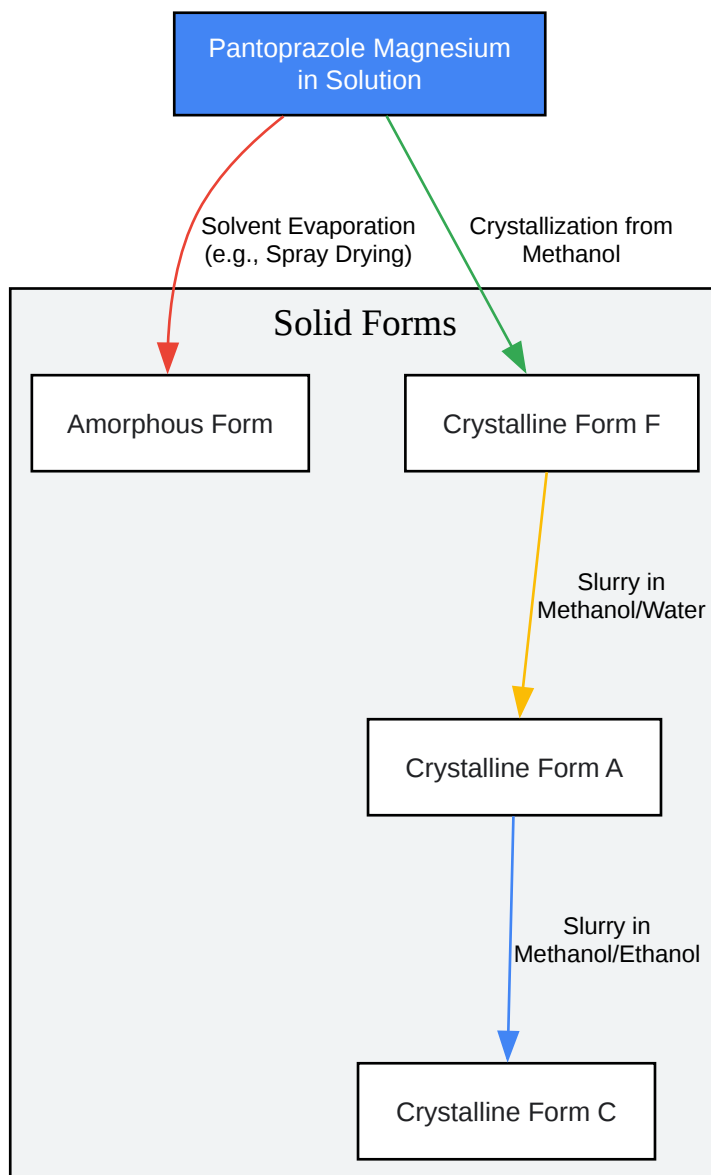 Pantoprazole Magnesium
in Solution
Solvent Evaporation
(e.g., Spray Drying)
Crystallization from
Methanol
Solid Forms
Amorphous Form
Crystalline Form F
Slurry in
Methanol/Water
Crystalline Form A
Slurry in
Methanol/Ethanol
Crystalline Form C